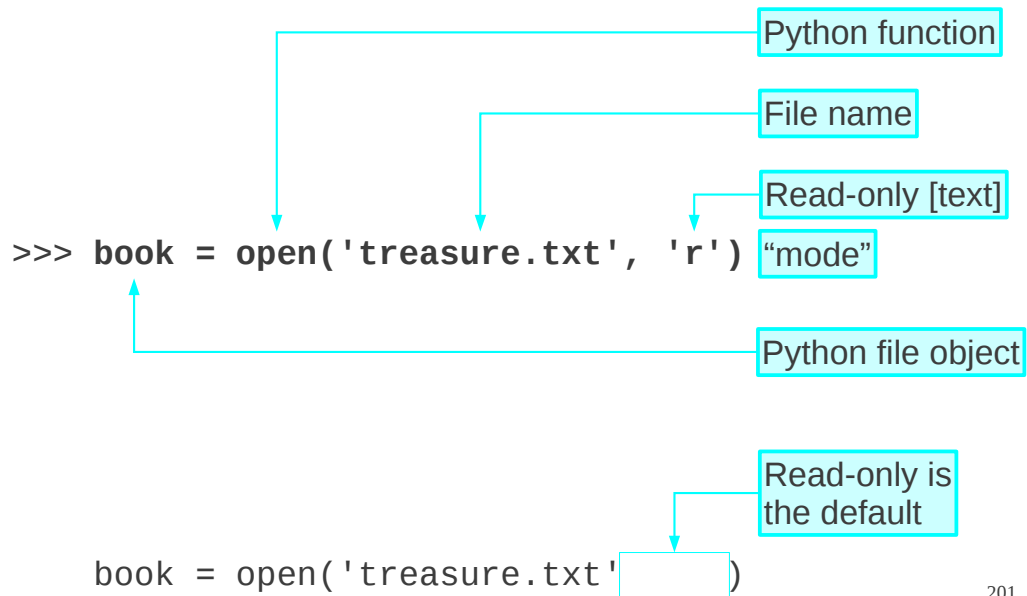 Python function
File name
Read-only [text]
>>> book = open('treasure.txt', 'r') “mode”
Python file object
Read-only is
the default
book = open('treasure.txt' )
201